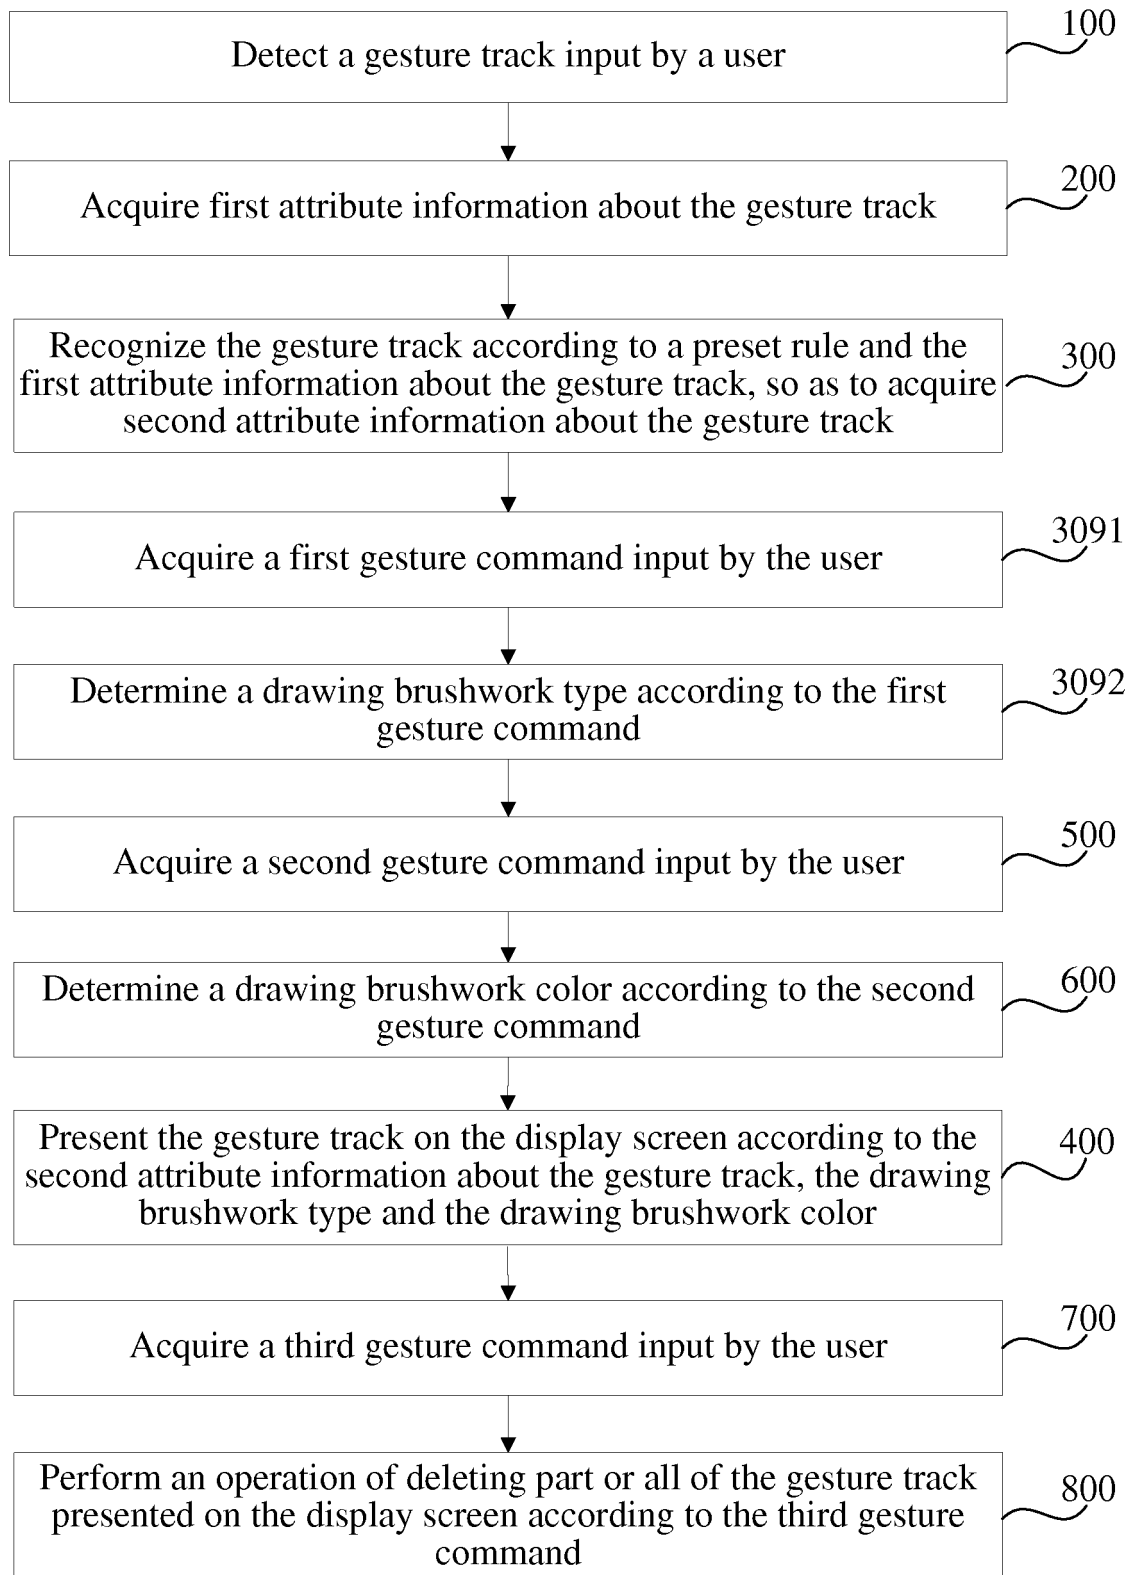 100
Detect a gesture track input by a user
200
Acquire first attribute information about the gesture track
Recognize the gesture track according to a preset rule and the
300
first attribute information about the gesture track, so as to acquire
second attribute information about the gesture track
3091
Acquire a first gesture command input by the user
3092
Determine a drawing brushwork type according to the first
gesture command
500
Acquire a second gesture command input by the user
600
Determine a drawing brushwork color according to the second
gesture command
400
Present the gesture track on the display screen according to the
second attribute information about the gesture track, the drawing
brushwork type and the drawing brushwork color
700
Acquire a third gesture command input by the user
800
Perform an operation of deleting part or all of the gesture track
presented on the display screen according to the third gesture
command